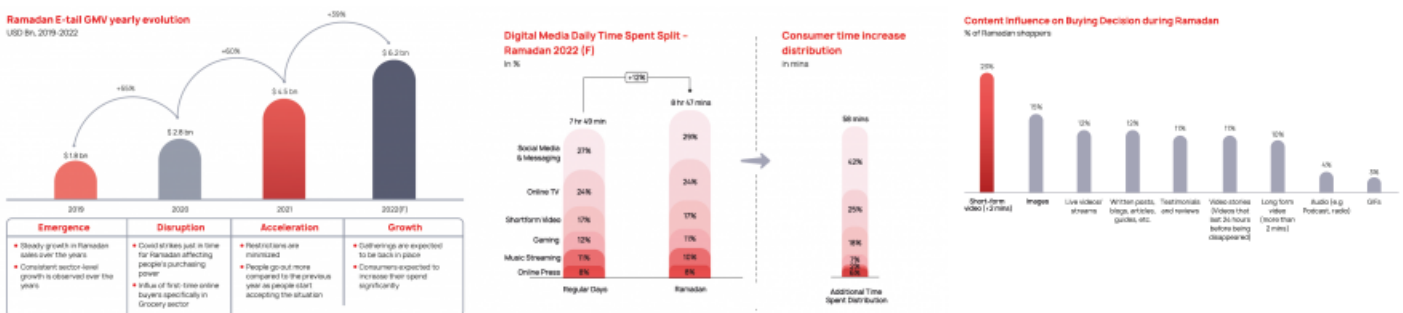 Ramadan E-tail GMV yearly evolution
USD Bn, 2019-2022
+55%
+60%
+39%
$ 1.8 bn
$ 2.8 bn
$ 4.5 bn
$ 6.2 bn
2019
2020
2021
2022(F)
Emergence
Disruption
Acceleration
Growth
Steady growth in Ramadan
sales over the years
Consistent sector-level
growth is observed over the
years
Covid strikes just in time
for Ramadan affecting
people's purchasing
power
Influx of first-time online
buyers specifically in
Grocery sector
Restrictions are
minimized
People go out more
compared to the previous
year as people start
accepting the situation
Gatherings are expected
to be back in place
Consumers expected to
increase their spend
significantly
Digital Media Daily Time Spent Split –
Ramadan 2022 (F)
In %
+12%
7 hr 49 min
8 hr 47 mins
Social Media
& Messaging
27%
29%
Online TV
24%
24%
Shortform Video
17%
17%
Gaming
12%
11%
Music Streaming
11%
10%
Online Press
8%
8%
Regular Days
Ramadan
Consumer time increase
distribution
in mins
58 mins
42%
25%
18%
7%
Additional Time
Spent Distribution
Content Influence on Buying Decision during Ramadan
% of Ramadan shoppers
15%
12%
12%
11%
11%
10%
4%
3%
Short-form
video (<2 mins)
Images
Live videos/
streams
Written posts,
blogs, articles,
guides, etc.
Testimonials
and reviews
Video stories
(Videos that
last 24 hours
before being
disappeared)
Long form
video
(more than
2 mins)
Audio (e.g.
Podcast, radio)
GIFs